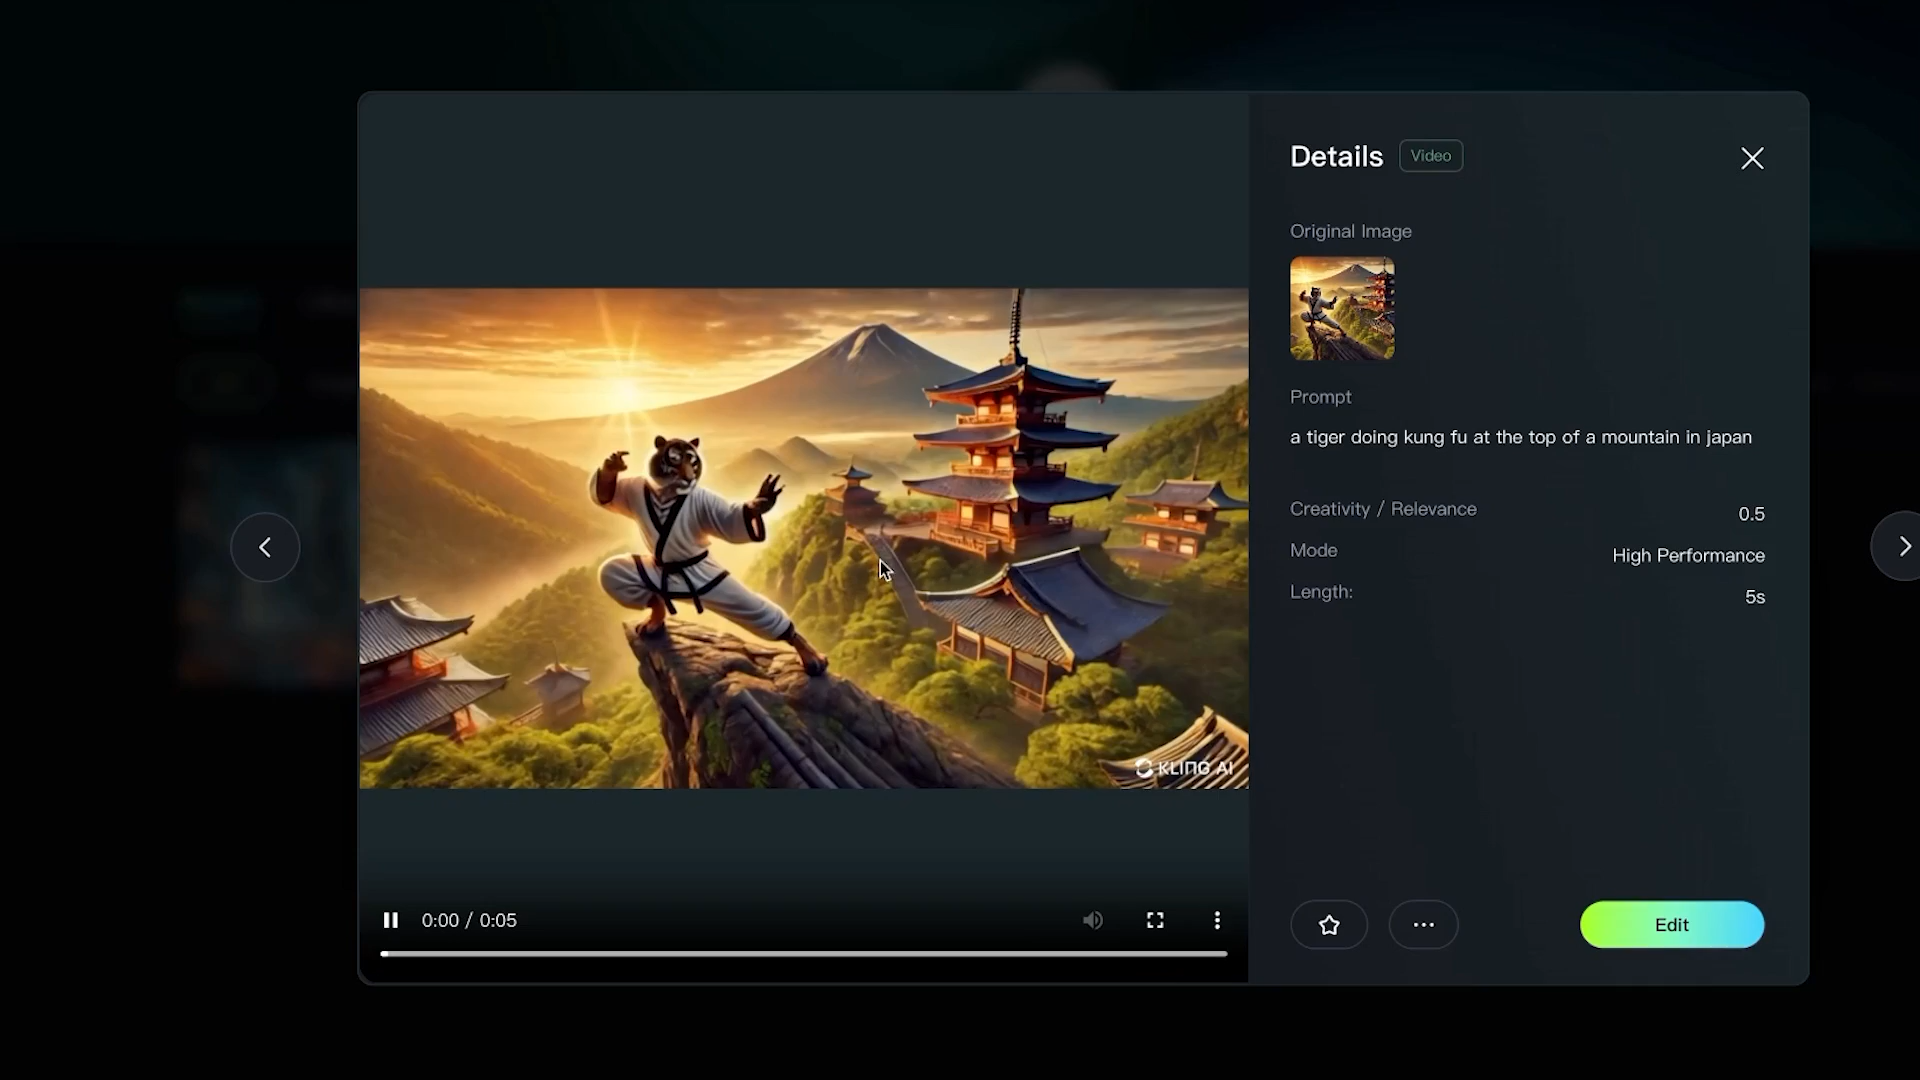 Details
Video
Original Image
Prompt
a tiger doing kung fu at the top of a mountain in japan
Creativity / Relevance 0.5
Mode High Performance
Length: 5s
KLING AI
0:00 / 0:05
Edit